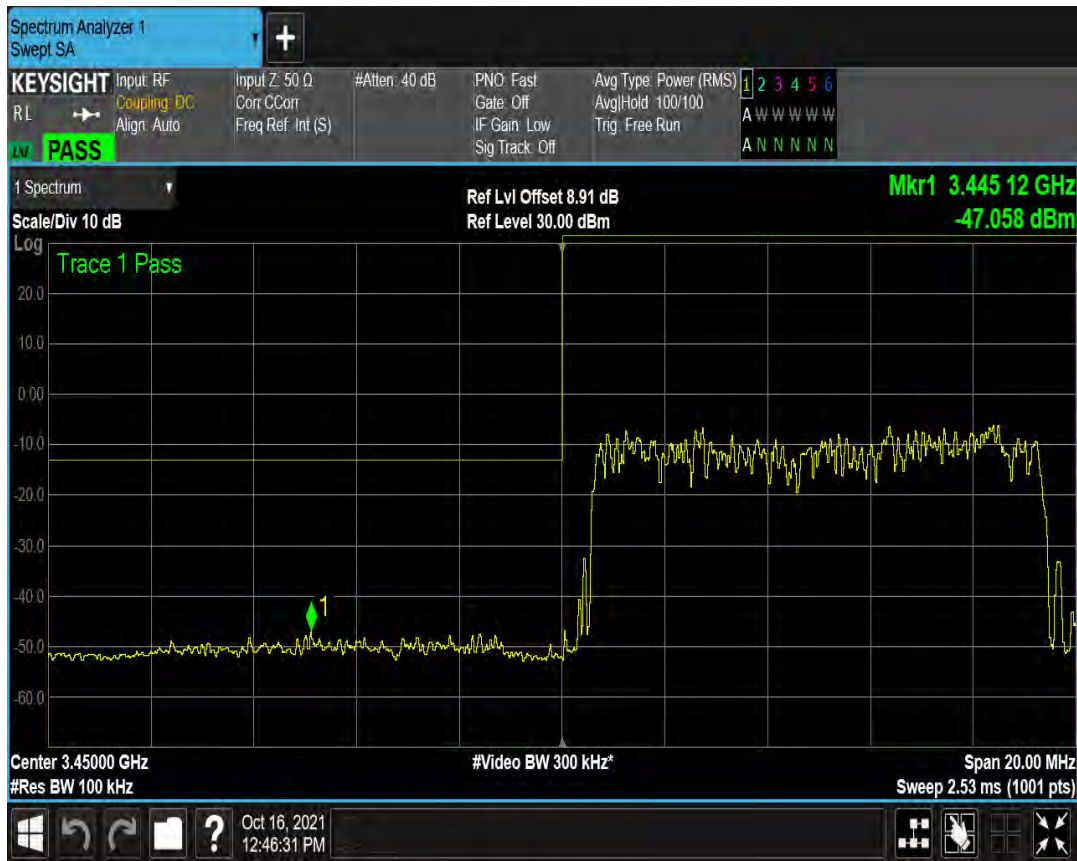 Spectrum Analyzer 1
Swept SA
+
KEYSIGHT Input: RF Input Z: 50 Ω #Atten: 40 dB PNO: Fast Avg Type: Power (RMS) 1 2 3 4 5 6
RL Coupling: DC Corr CCorr Gate: Off Avg|Hold: 100/100 A W W W W W
Align: Auto Freq Ref: Int (S) IF Gain: Low Trig: Free Run
PASS Sig Track: Off A N N N N N
1 Spectrum Ref Lvl Offset 8.91 dB Mkr1 3.445 12 GHz
Scale/Div 10 dB Ref Level 30.00 dBm -47.058 dBm
Log
Trace 1 Pass
20.0
10.0
0.00
-10.0
-20.0
-30.0
-40.0
1
-50.0
-60.0
Center 3.45000 GHz #Video BW 300 kHz* Span 20.00 MHz
#Res BW 100 kHz Sweep 2.53 ms (1001 pts)
? Oct 16, 2021
12:46:31 PM